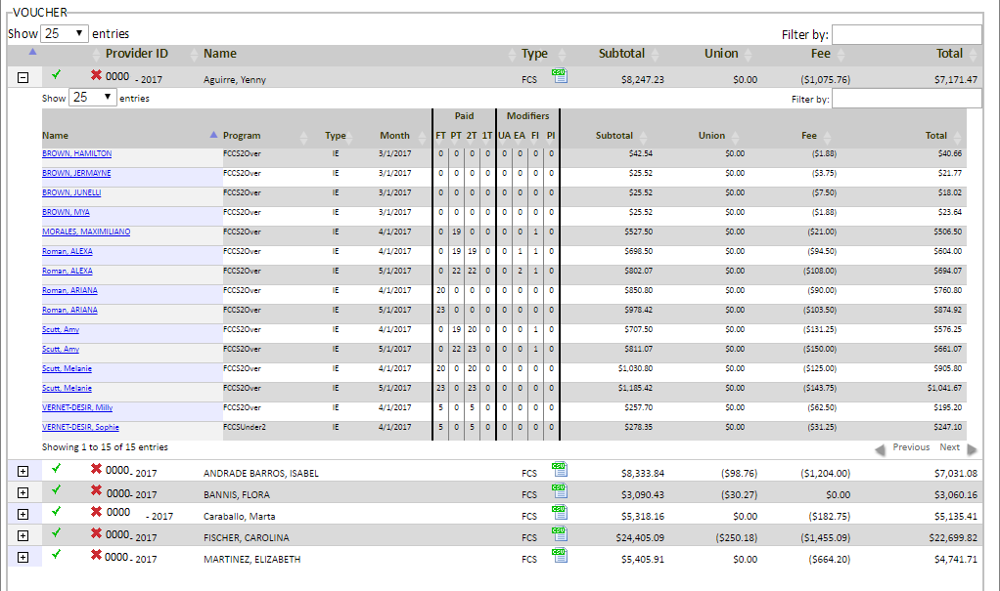 VOUCHER
Show 25 entries Filter by:
Provider ID Name Type Subtotal Union Fee Total
0000 - 2017 Aguirre, Yenny FCS $8,247.23 $0.00 ($1,075.76) $7,171.47
Show 25 entries Filter by:
Paid Modifiers
Name Program Type Month FT PT 2T 1T UA EA FI PI Subtotal Union Fee Total
BROWN, HAMILTON FCCS2Over IE 3/1/2017 0 0 0 0 0 0 0 0 $42.54 $0.00 ($1.88) $40.66
BROWN, JERMAYNE FCCS2Over IE 3/1/2017 0 0 0 0 0 0 0 0 $25.52 $0.00 ($3.75) $21.77
BROWN, JUNELLI FCCS2Over IE 3/1/2017 0 0 0 0 0 0 0 0 $25.52 $0.00 ($7.50) $18.02
BROWN, MYA FCCS2Over IE 3/1/2017 0 0 0 0 0 0 0 0 $25.52 $0.00 ($1.88) $23.64
MORALES, MAXIMILIANO FCCS2Over IE 4/1/2017 0 19 0 0 0 0 1 0 $527.50 $0.00 ($21.00) $506.50
Roman, ALEXA FCCS2Over IE 4/1/2017 0 19 19 0 0 1 1 0 $698.50 $0.00 ($94.50) $604.00
Roman, ALEXA FCCS2Over IE 5/1/2017 0 22 22 0 0 2 1 0 $802.07 $0.00 ($108.00) $694.07
Roman, ARIANA FCCS2Over IE 4/1/2017 20 0 0 0 0 0 0 0 $850.80 $0.00 ($90.00) $760.80
Roman, ARIANA FCCS2Over IE 5/1/2017 23 0 0 0 0 0 0 0 $978.42 $0.00 ($103.50) $874.92
Scutt, Amy FCCS2Over IE 4/1/2017 0 19 20 0 0 0 1 0 $707.50 $0.00 ($131.25) $576.25
Scutt, Amy FCCS2Over IE 5/1/2017 0 22 23 0 0 0 1 0 $811.07 $0.00 ($150.00) $661.07
Scutt, Melanie FCCS2Over IE 4/1/2017 20 0 20 0 0 0 0 0 $1,030.80 $0.00 ($125.00) $905.80
Scutt, Melanie FCCS2Over IE 5/1/2017 23 0 23 0 0 0 0 0 $1,185.42 $0.00 ($143.75) $1,041.67
VERNET-DESIR, Milly FCCS2Over IE 4/1/2017 5 0 5 0 0 0 0 0 $257.70 $0.00 ($62.50) $195.20
VERNET-DESIR, Sophie FCCSUnder2 IE 4/1/2017 5 0 5 0 0 0 0 0 $278.35 $0.00 ($31.25) $247.10
Showing 1 to 15 of 15 entries Previous Next
0000 - 2017 ANDRADE BARROS, ISABEL FCS $8,333.84 ($98.76) ($1,204.00) $7,031.08
0000 - 2017 BANNIS, FLORA FCS $3,090.43 ($30.27) $0.00 $3,060.16
0000 - 2017 Caraballo, Marta FCS $5,318.16 $0.00 ($182.75) $5,135.41
0000 - 2017 FISCHER, CAROLINA FCS $24,405.09 ($250.18) ($1,455.09) $22,699.82
0000 - 2017 MARTINEZ, ELIZABETH FCS $5,405.91 $0.00 ($664.20) $4,741.71